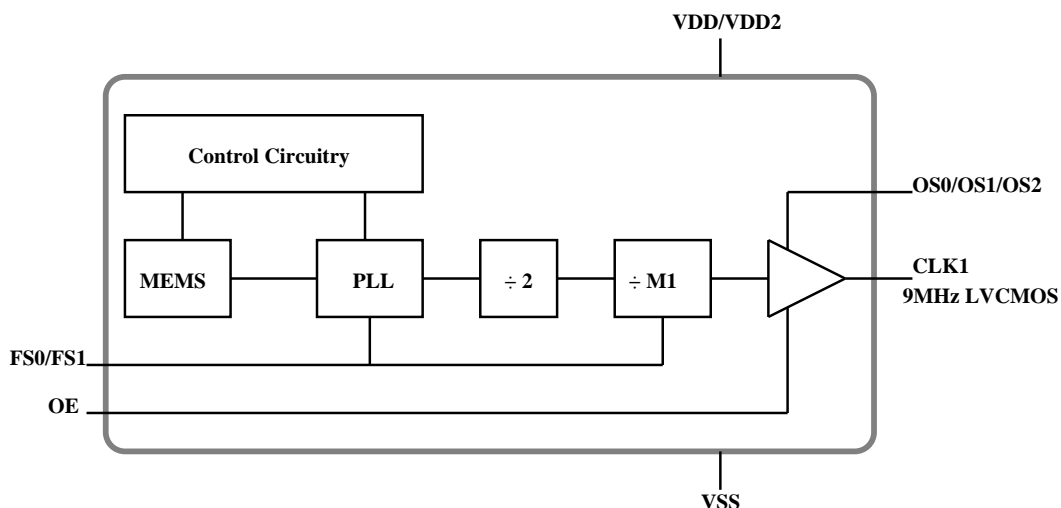 VDD/VDD2
Control Circuitry
OS0/OS1/OS2
MEMS
PLL
÷ 2
÷ M1
CLK1
9MHz LVCMOS
FS0/FS1
OE
VSS